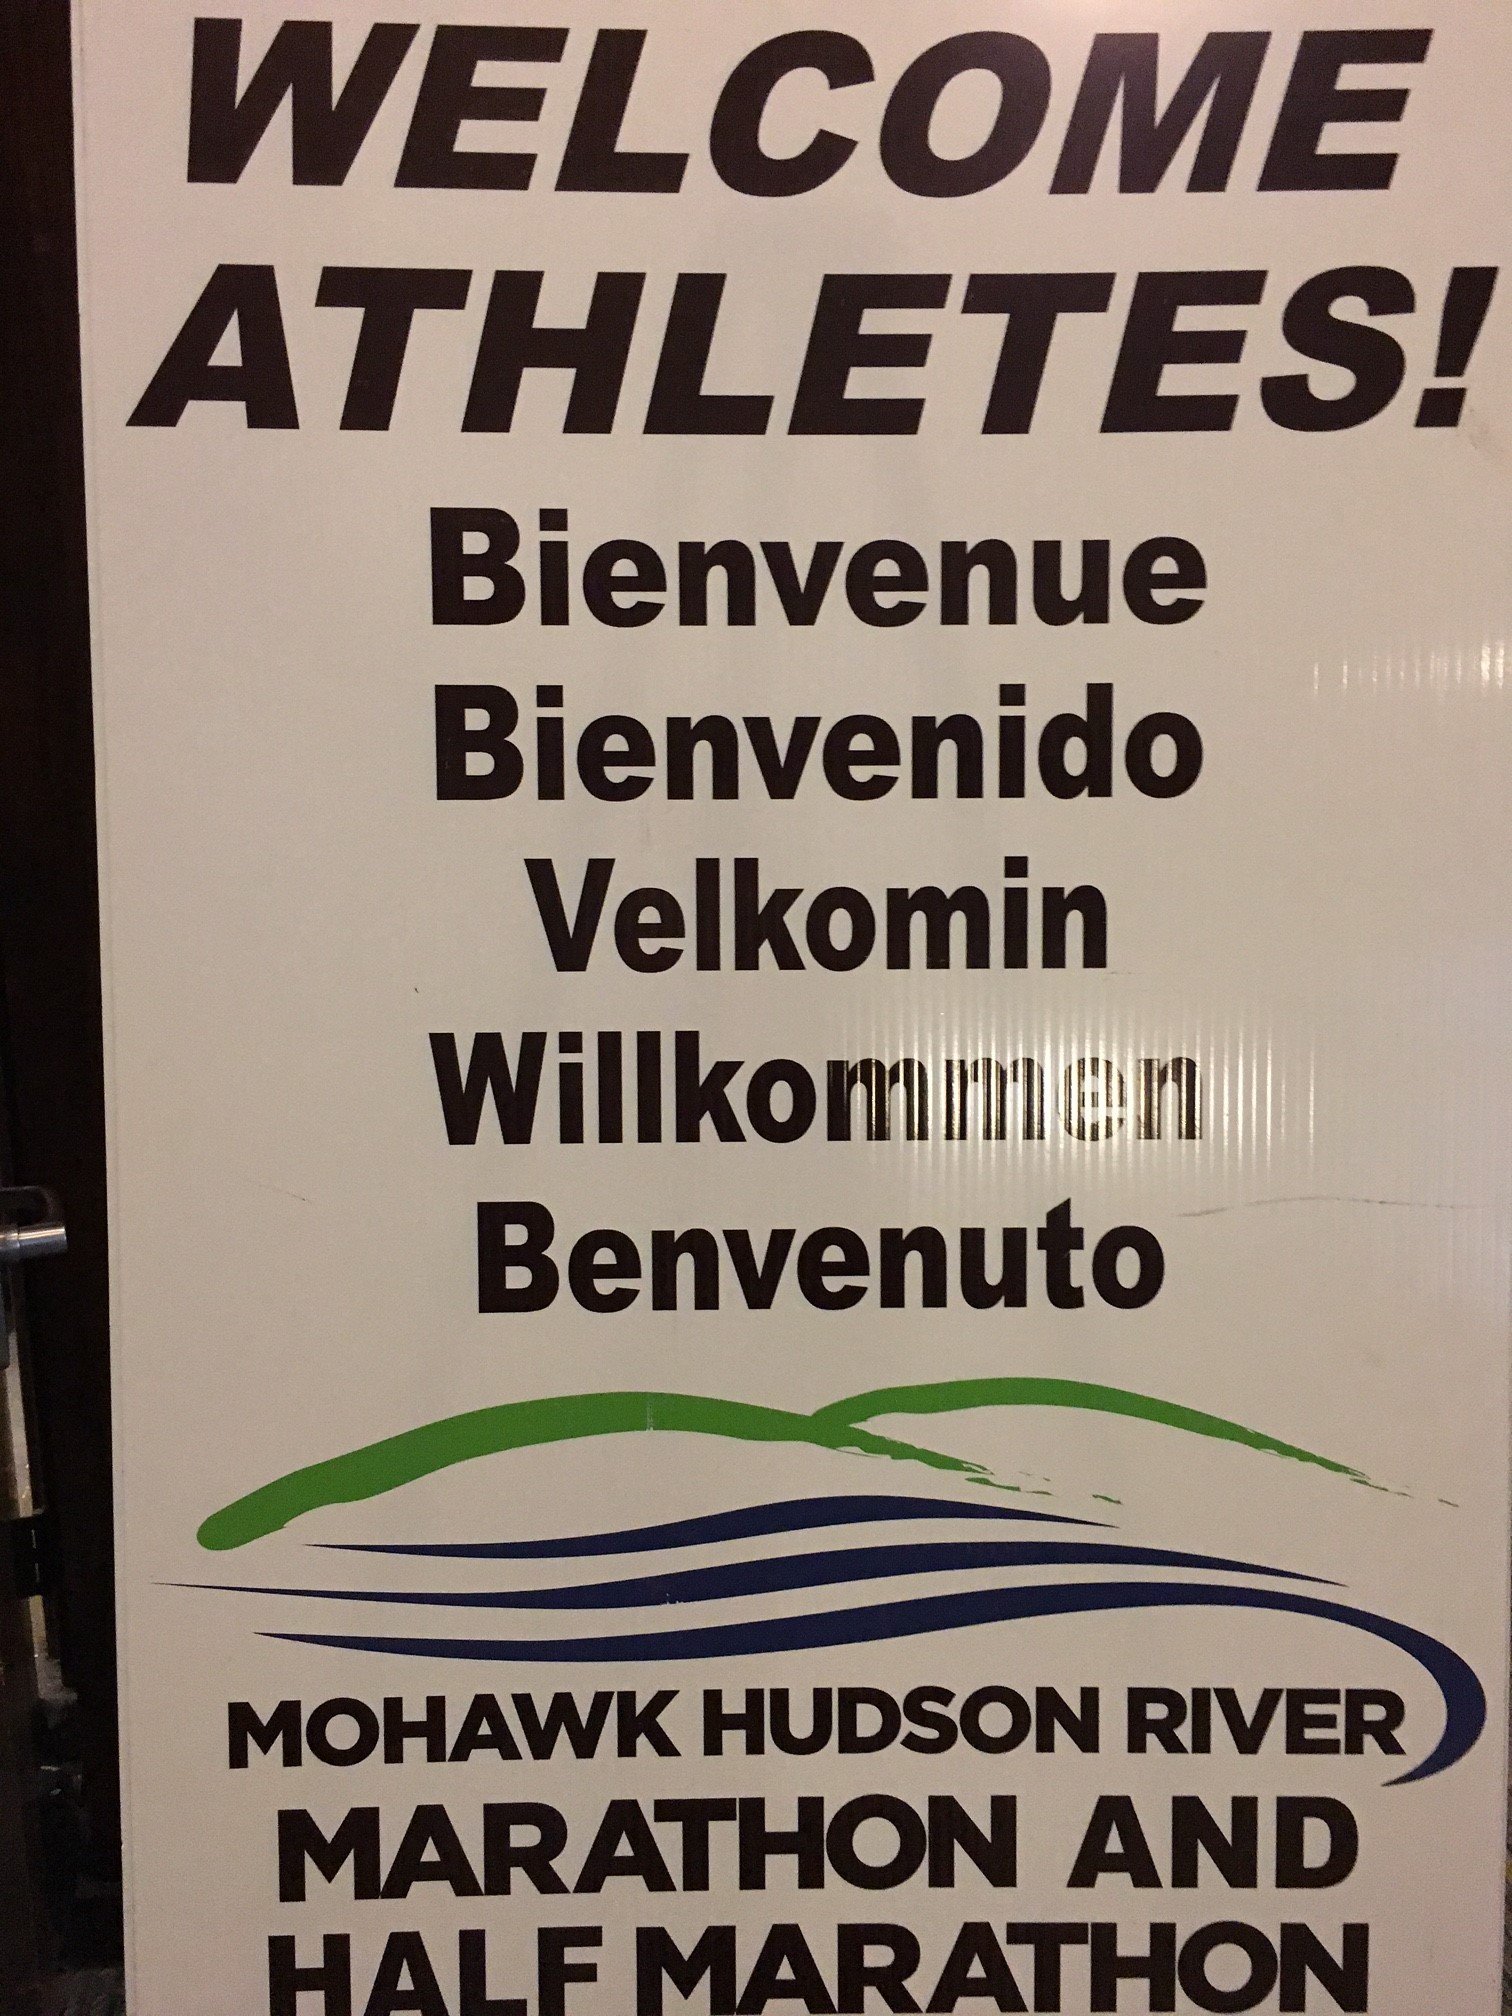 WELCOME
ATHLETES!
Bienvenue
Bienvenido
Velkomin
Willkommen
Benvenuto
MOHAWK HUDSON RIVER
MARATHON AND
HALF MARATHON